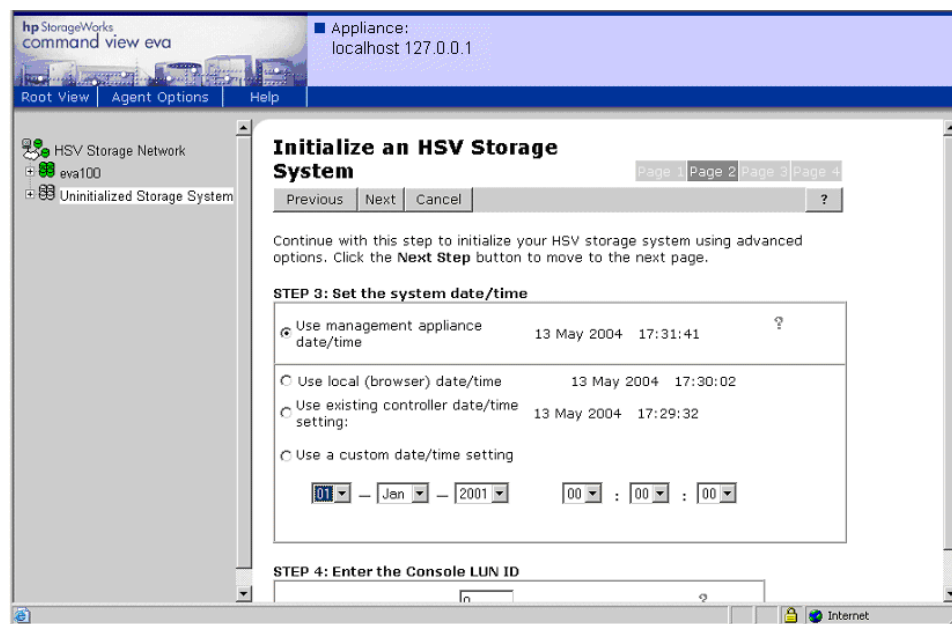 hp StorageWorks
command view eva
Appliance:
localhost 127.0.0.1
Root View Agent Options Help
HSV Storage Network
eva100
Uninitialized Storage System
Initialize an HSV Storage
System
Page 1 Page 2 Page 3 Page 4
Previous Next Cancel ?
Continue with this step to initialize your HSV storage system using advanced
options. Click the Next Step button to move to the next page.
STEP 3: Set the system date/time
Use management appliance
date/time
13 May 2004 17:31:41 ?
Use local (browser) date/time 13 May 2004 17:30:02
Use existing controller date/time
setting:
13 May 2004 17:29:32
Use a custom date/time setting
01 – Jan – 2001 00 : 00 : 00
STEP 4: Enter the Console LUN ID
0 ?
Internet